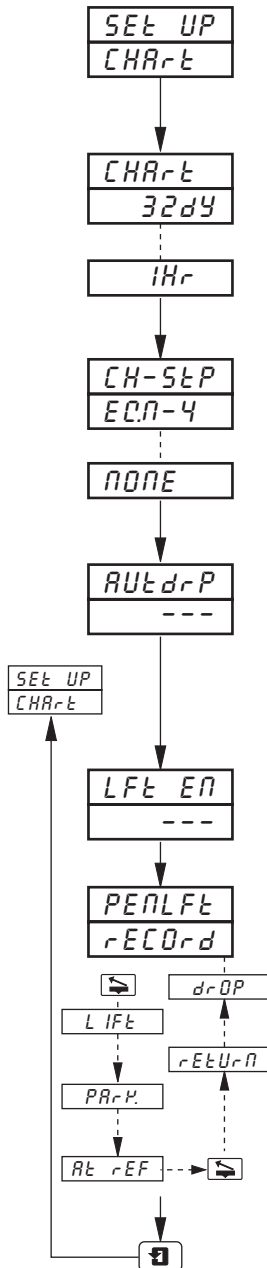 SEt UP
CHArt
CHArt
32dY
1Hr
CH-StP
EC.N-4
NONE
AUtdrP
---
SEt UP
CHArt
LFt EN
---
PENLFt
rECOrd
LIFt
PArK.
At rEF
drOP
rEtUrN
1